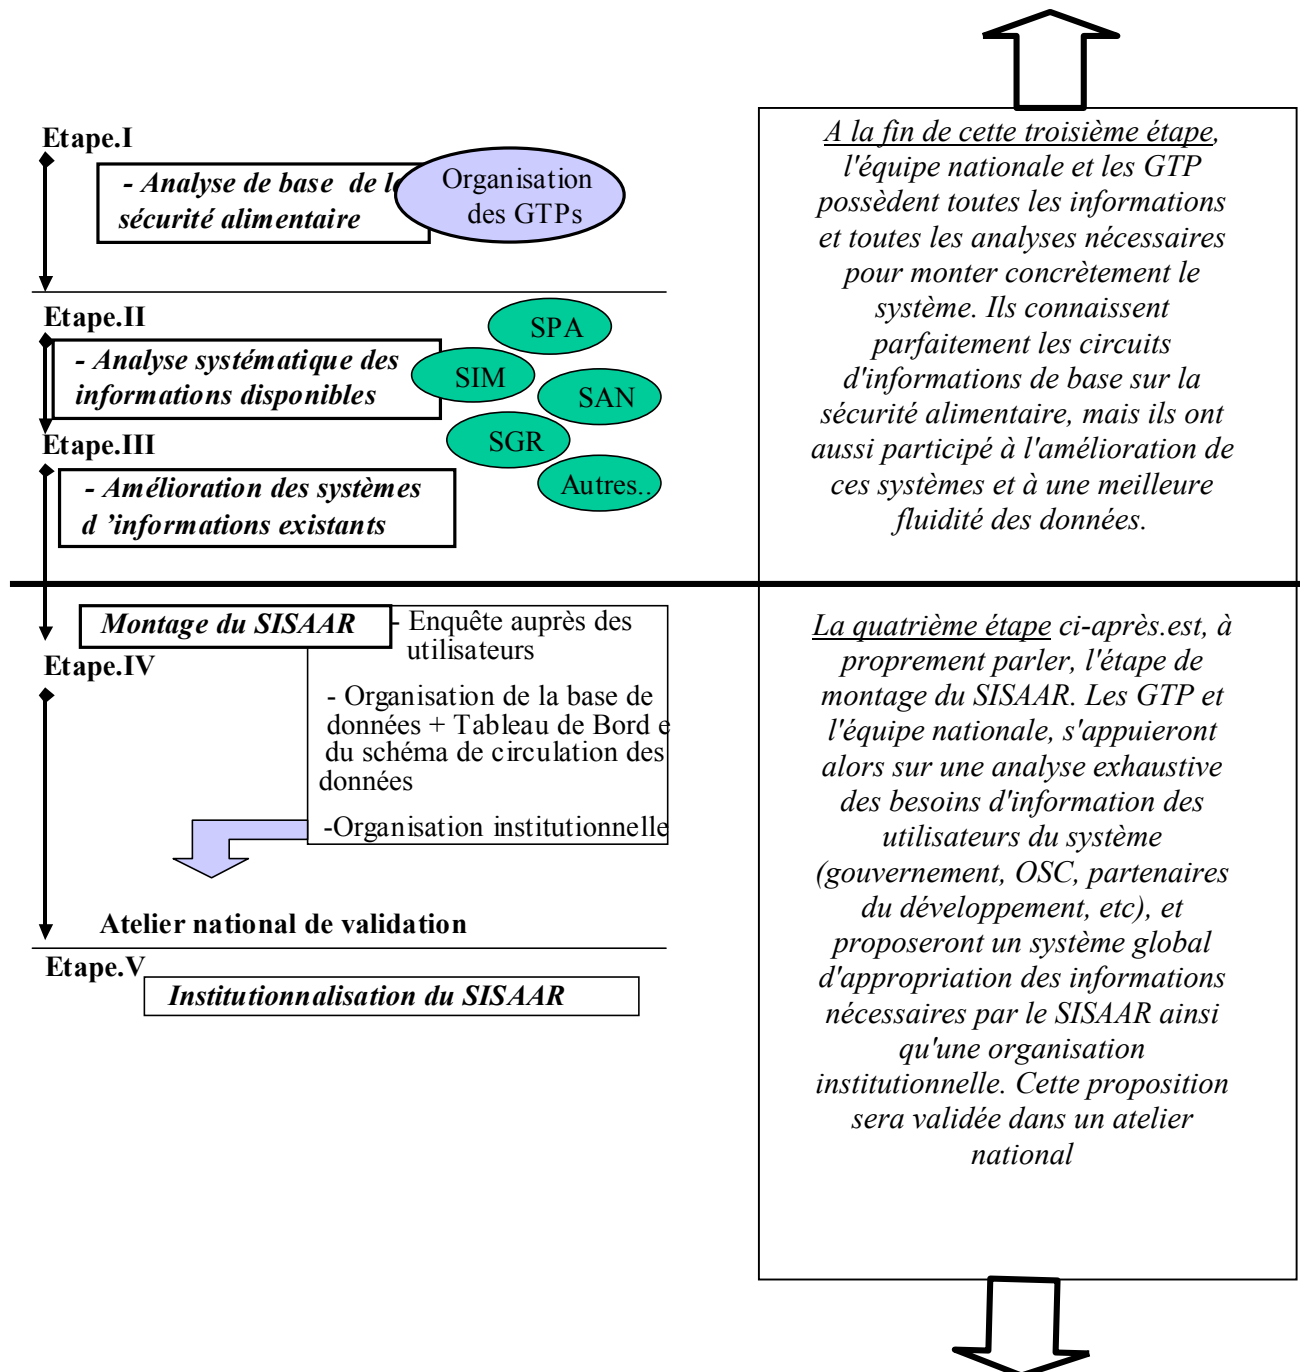 Etape.I
- Analyse de base de l
sécurité alimentaire
Organisation
des GTPs
Etape.II
- Analyse systématique des
informations disponibles
SPA
SIM
SAN
SGR
Autres..
Etape.III
- Amélioration des systèmes
d ’informations existants
Montage du SISAAR
- Enquête auprès des
utilisateurs
Etape.IV
- Organisation de la base de
données + Tableau de Bord e
du schéma de circulation des
données
-Organisation institutionnelle
Atelier national de validation
Etape.V
Institutionnalisation du SISAAR
A la fin de cette troisième étape,
l'équipe nationale et les GTP
possèdent toutes les informations
et toutes les analyses nécessaires
pour monter concrètement le
système. Ils connaissent
parfaitement les circuits
d'informations de base sur la
sécurité alimentaire, mais ils ont
aussi participé à l'amélioration de
ces systèmes et à une meilleure
fluidité des données.
La quatrième étape ci-après.est, à
proprement parler, l'étape de
montage du SISAAR. Les GTP et
l'équipe nationale, s'appuieront
alors sur une analyse exhaustive
des besoins d'information des
utilisateurs du système
(gouvernement, OSC, partenaires
du développement, etc), et
proposeront un système global
d'appropriation des informations
nécessaires par le SISAAR ainsi
qu'une organisation
institutionnelle. Cette proposition
sera validée dans un atelier
national